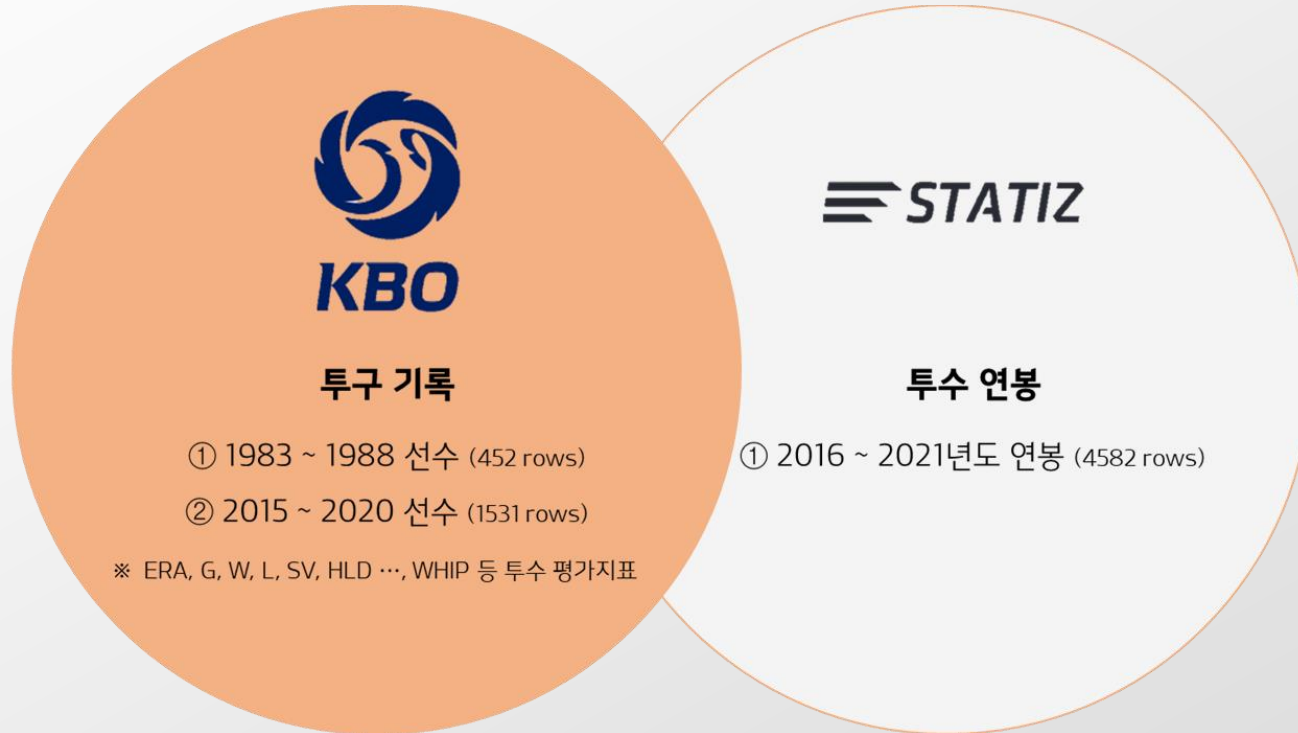 KBO
투구 기록
① 1983 ~ 1988 선수 (452 rows)
② 2015 ~ 2020 선수 (1531 rows)
※ ERA, G, W, L, SV, HLD ···, WHIP 등 투수 평가지표
STATIZ
투수 연봉
① 2016 ~ 2021년도 연봉 (4582 rows)